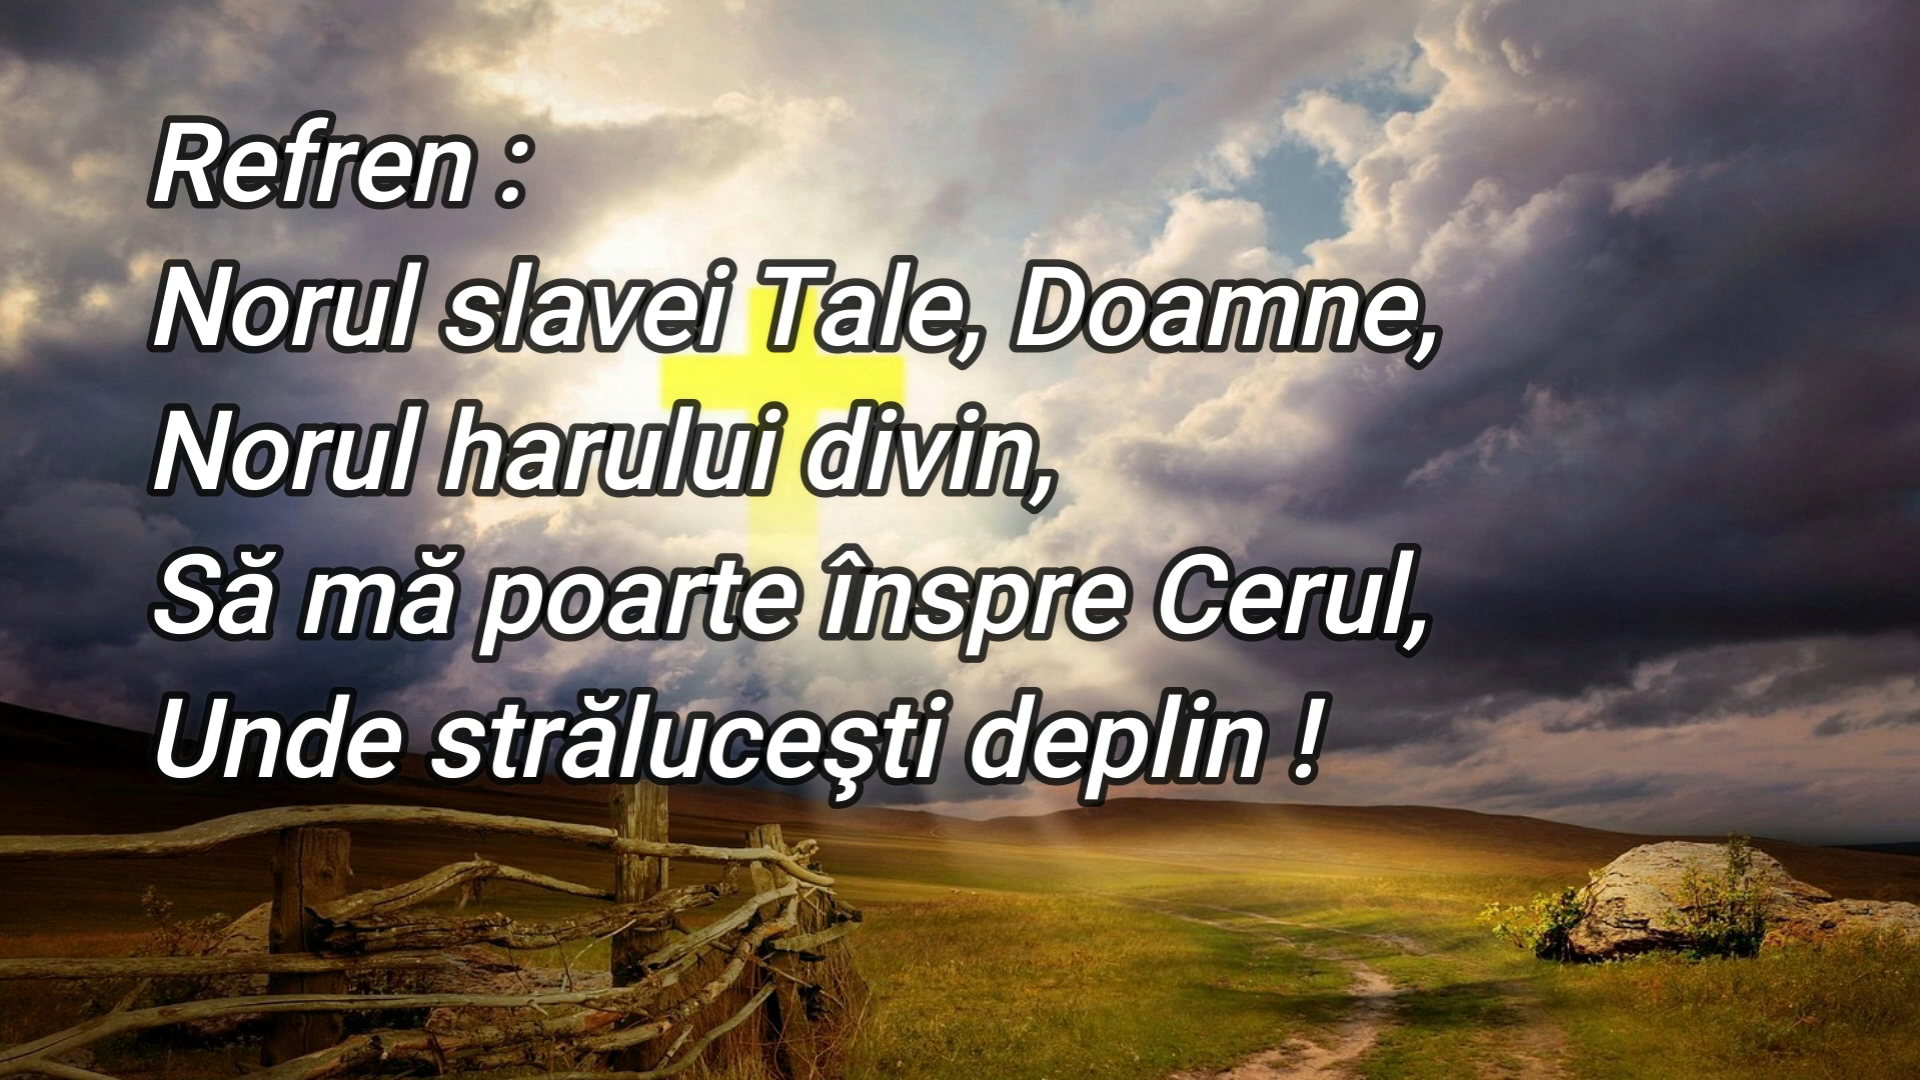 Refren :
Norul slavei Tale, Doamne,
Norul harului divin,
Să mă poarte înspre Cerul,
Unde străluceşti deplin !